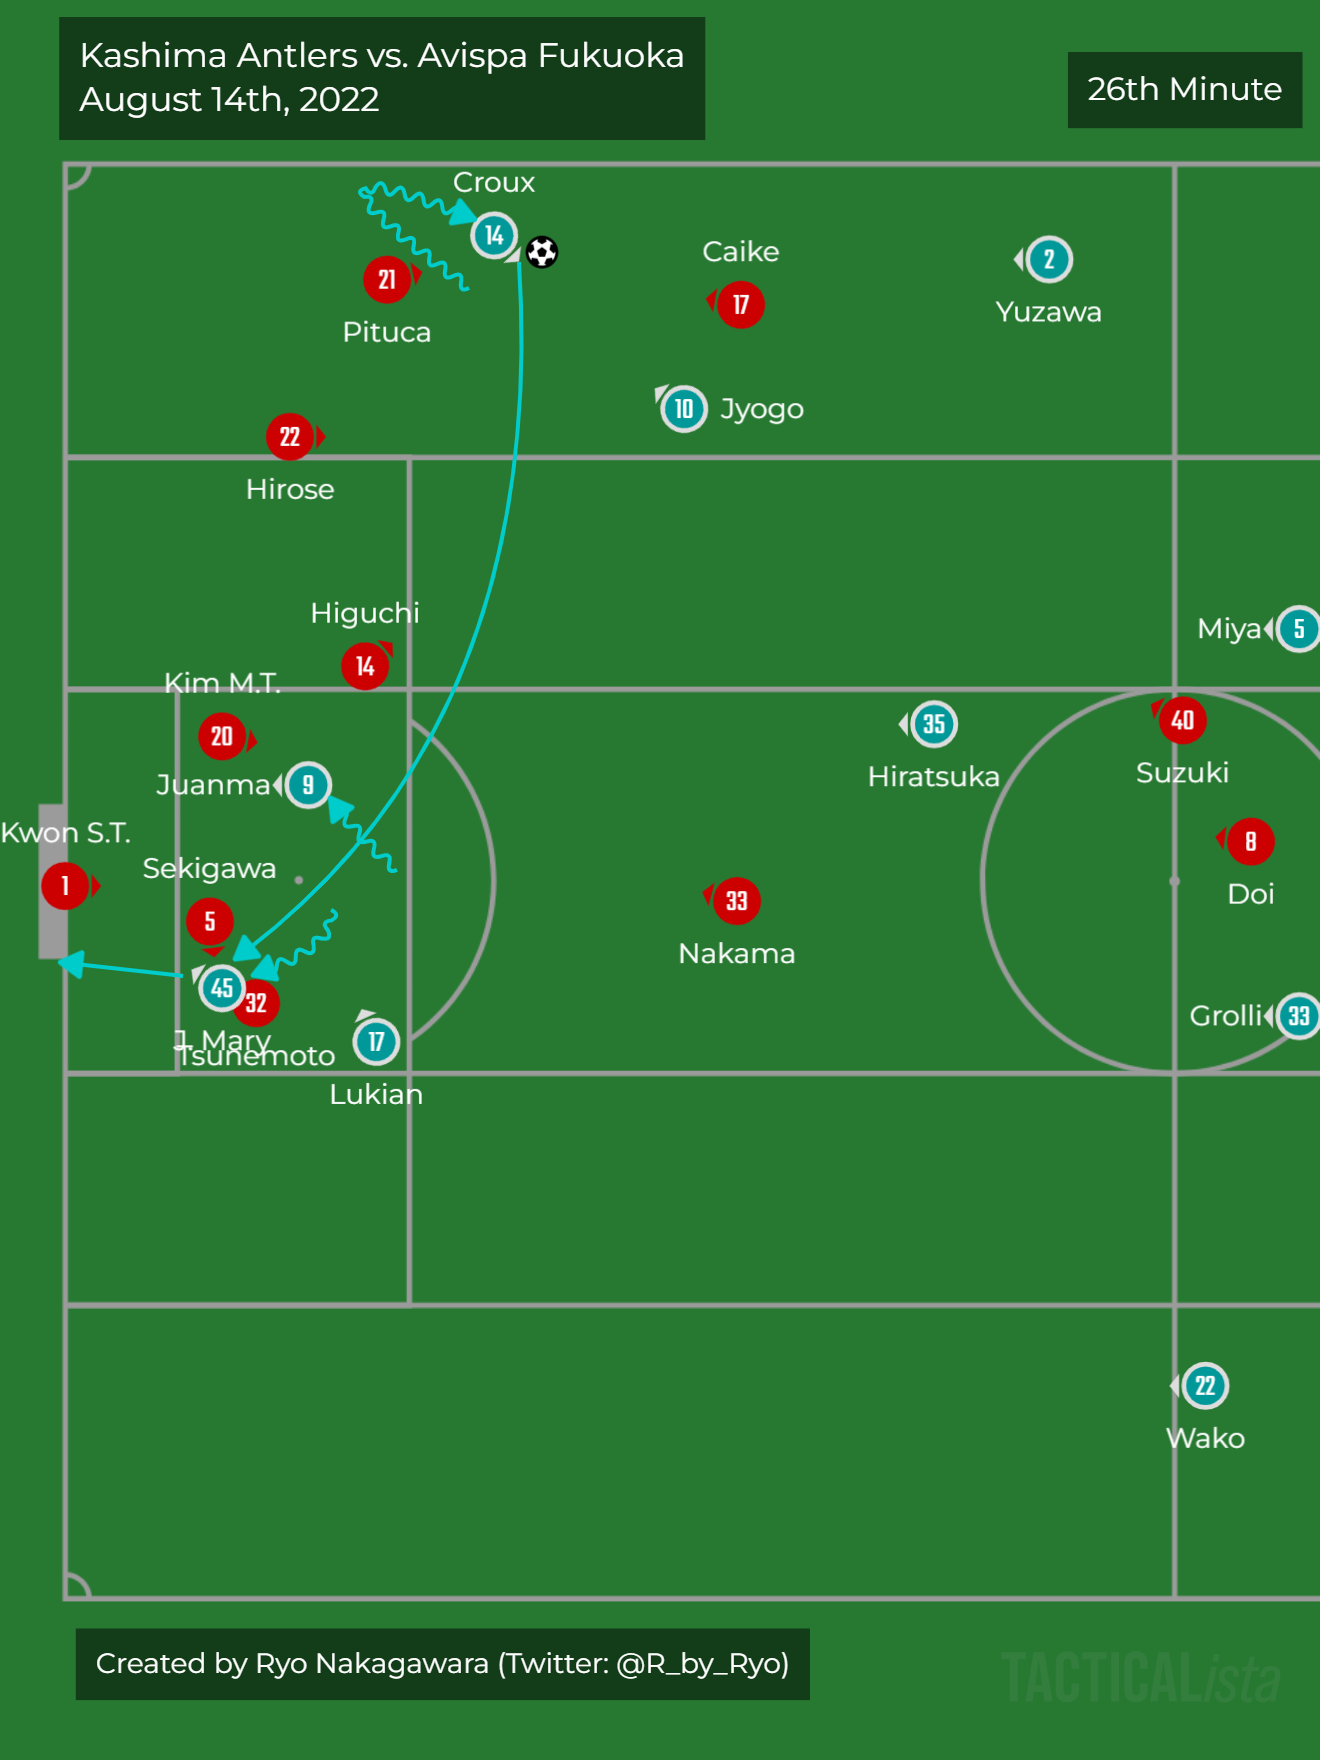 Kashima Antlers vs. Avispa Fukuoka
August 14th, 2022
26th Minute
Croux
14
21
Pituca
Caike
17
2
Yuzawa
10 Jyogo
22
Hirose
Higuchi
14
Miya 5
Kim M.T.
20
35
Hiratsuka
40
Suzuki
Juanma 9
Kwon S.T.
1
Sekigawa
5
8
Doi
33
Nakama
45
32
J. Mary
Tsunemoto
17
Lukian
Grolli 33
22
Wako
Created by Ryo Nakagawara (Twitter: @R_by_Ryo)
TACTICALista